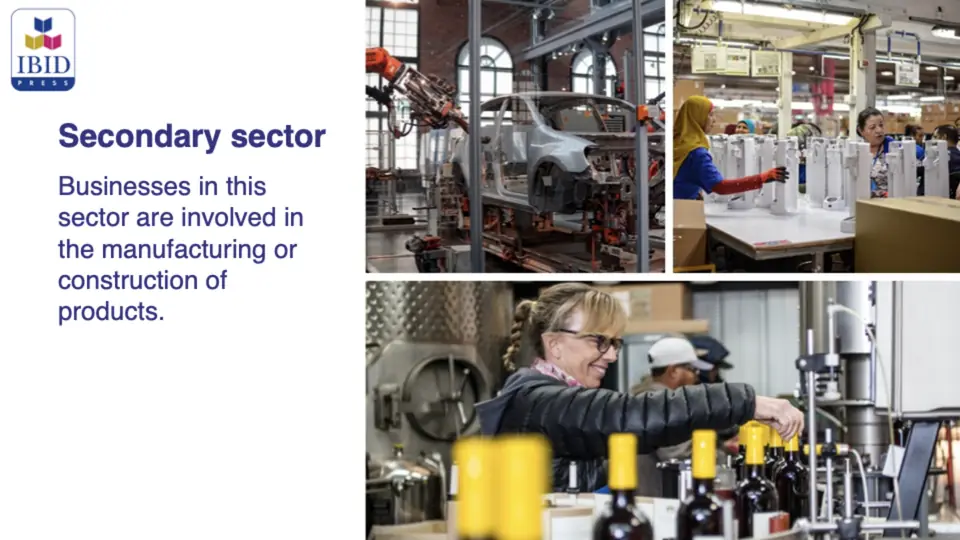 IBID
PRESS
Secondary sector
Businesses in this
sector are involved in
the manufacturing or
construction of
products.